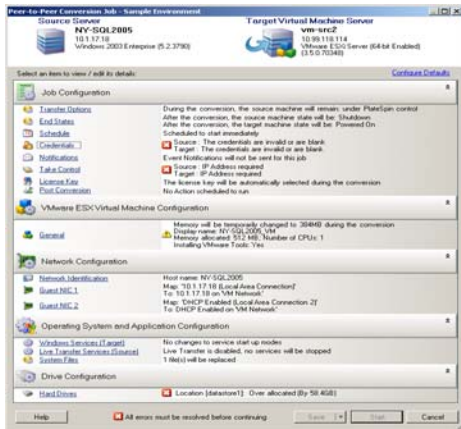 Peer-to-Peer Conversion Job - Sample Environment
Source Server
NY-SQL2005
10.1.17.18
Windows 2003 Enterprise (5.2.3790)
Target Virtual Machine Server
vm-src2
10.99.118.114
VMware ESX Server (64-bit Enabled)
(3.5.0.70348)
Select an item to view / edit its details:
Configure Defaults
Job Configuration
Transfer Options
During the conversion, the source machine will remain: under PlateSpin control
End States
After the conversion, the source machine state will be: Shutdown
After the conversion, the target machine state will be: Powered On
Schedule
Scheduled to start immediately
Credentials
Source : The credentials are invalid or are blank.
Target : The credentials are invalid or are blank.
Notifications
Event Notifications will not be sent for this job
Take Control
Source : IP Address required
Target : IP Address required
License Key
The license key will be automatically selected during the conversion
Post Conversion
No Action scheduled to run
VMware ESX Virtual Machine Configuration
General
Memory will be temporarily changed to 384MB during the conversion
Display name: NY-SQL2005_VM
Memory allocated: 512 MB, Number of CPUs: 1
Installing VMware Tools: Yes
Network Configuration
Network Identification
Host name: NY-SQL2005
Guest NIC 1
Map: '10.1.17.18 (Local Area Connection)'
To: '10.1.17.18 on VM Network'
Guest NIC 2
Map: 'DHCP Enabled (Local Area Connection 2)'
To: 'DHCP Enabled on VM Network'
Operating System and Application Configuration
Windows Services (Target)
No changes to service start up modes
Live Transfer Services (Source)
Live Transfer is disabled, no services will be stopped
System Files
1 file(s) will be replaced
Drive Configuration
Hard Drives
Location [datastore1] Over allocated (By 58.4GB)
Help
All errors must be resolved before continuing
Save
Start
Cancel